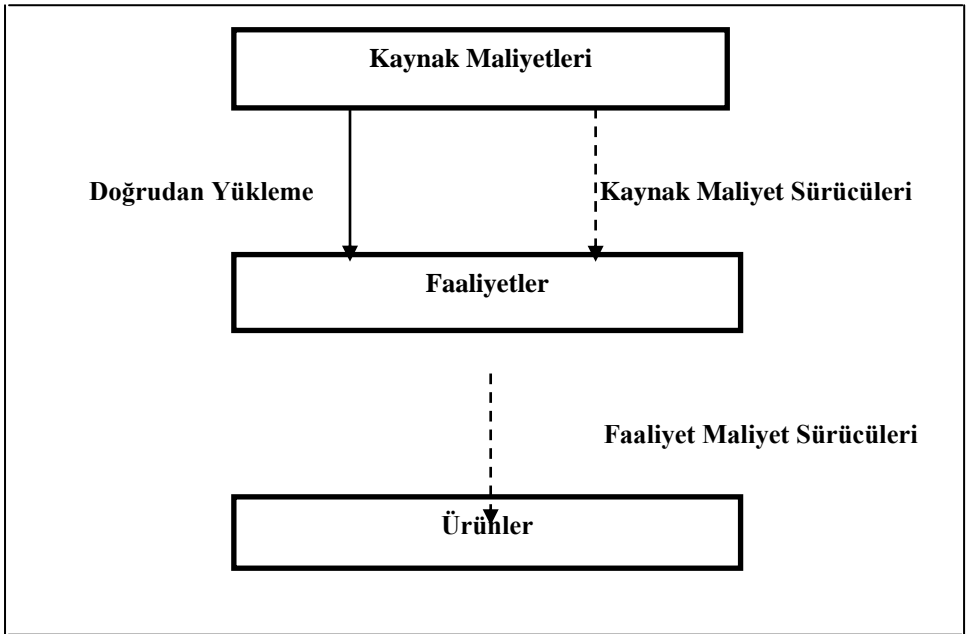 Kaynak Maliyetleri
Doğrudan Yükleme
Kaynak Maliyet Sürücüleri
Faaliyetler
Faaliyet Maliyet Sürücüleri
Ürünler